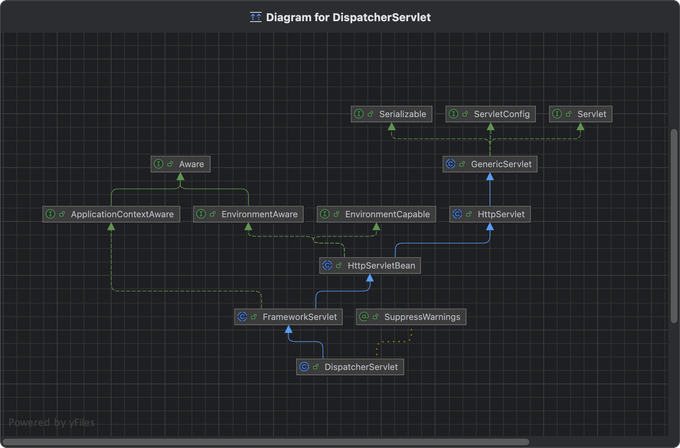 Diagram for DispatcherServlet
Serializable
ServletConfig
Servlet
Aware
GenericServlet
ApplicationContextAware
EnvironmentAware
EnvironmentCapable
HttpServlet
HttpServletBean
FrameworkServlet
SuppressWarnings
DispatcherServlet
Powered by yFiles